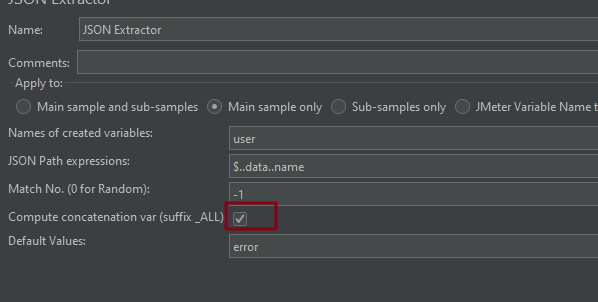 JSON Extractor
Name: JSON Extractor
Comments:
Apply to:
Main sample and sub-samples Main sample only Sub-samples only JMeter Variable Name t
Names of created variables: user
JSON Path expressions: $..data..name
Match No. (0 for Random): -1
Compute concatenation var (suffix _ALL)
Default Values: error